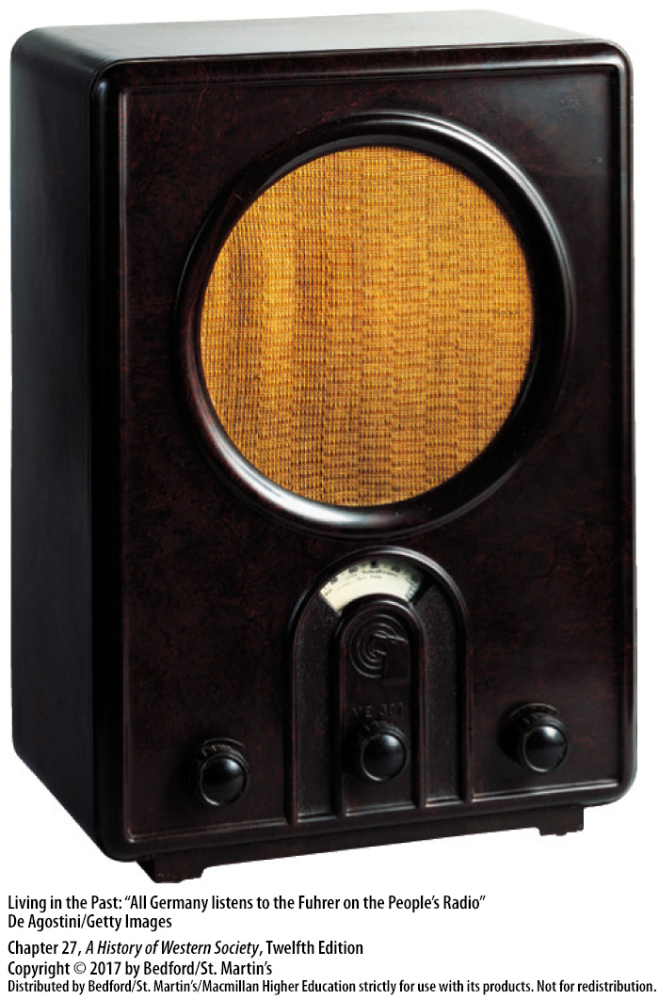 VE 301
Living in the Past: “All Germany listens to the Fuhrer on the People’s Radio”
De Agostini/Getty Images
Chapter 27, A History of Western Society, Twelfth Edition
Copyright © 2017 by Bedford/St. Martin’s
Distributed by Bedford/St. Martin’s/Macmillan Higher Education strictly for use with its products. Not for redistribution.